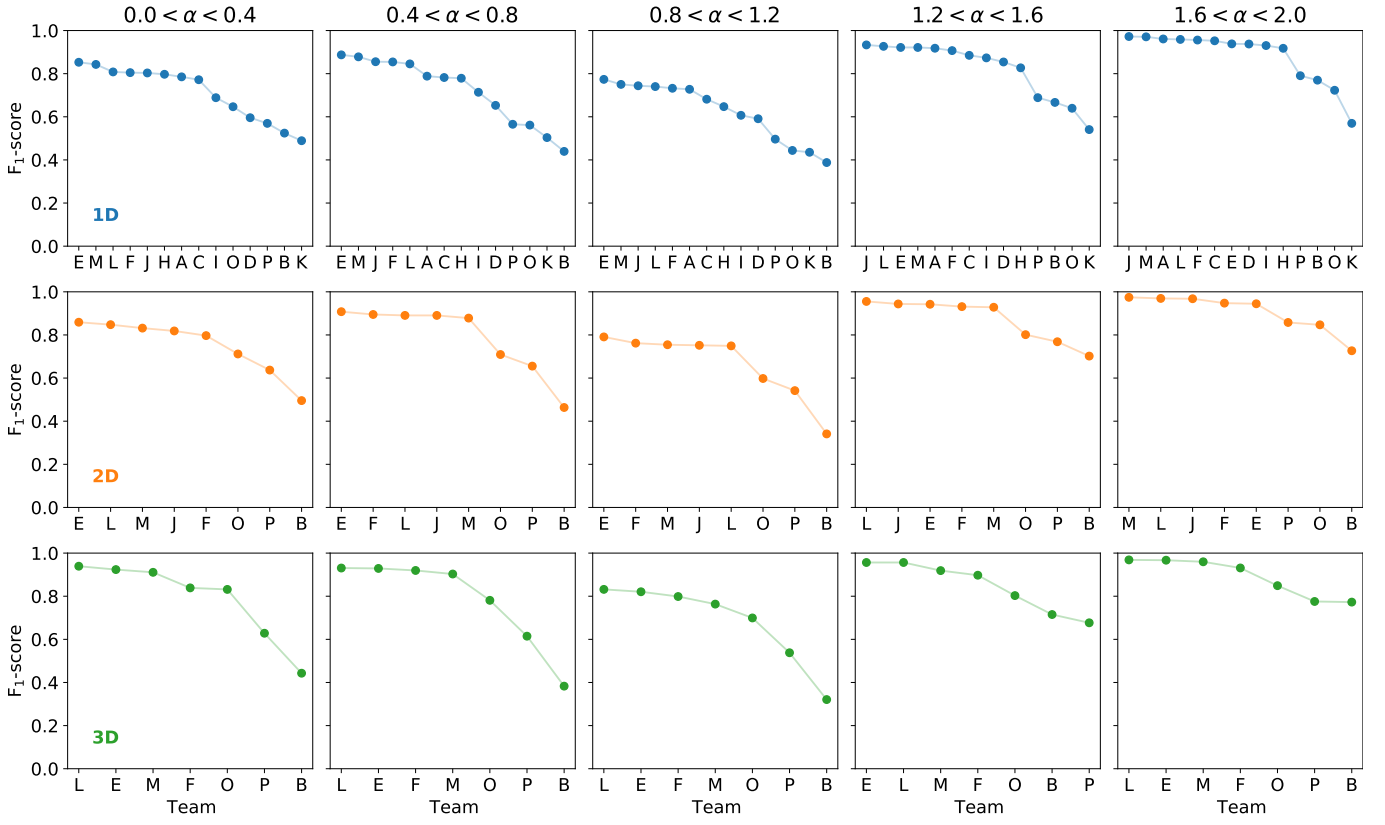 0.0 < α < 0.4
0.4 < α < 0.8
0.8 < α < 1.2
1.2 < α < 1.6
1.6 < α < 2.0
F₁-score
1.0
0.8
0.6
0.4
0.2
0.0
1D
E M L F J H A C I O D P B K
E M J F L A C H I D P O K B
E M J L F A C H I D P O K B
J L E M A F C I D H P B O K
J M A L F C E D I H P B O K
F₁-score
1.0
0.8
0.6
0.4
0.2
0.0
2D
E L M J F O P B
E F L J M O P B
E F M J L O P B
L J E F M O P B
M L J F E P O B
F₁-score
1.0
0.8
0.6
0.4
0.2
0.0
3D
L E M F O P B
L E F M O P B
L E F M O P B
E L M F O B P
L E M F O P B
Team
Team
Team
Team
Team